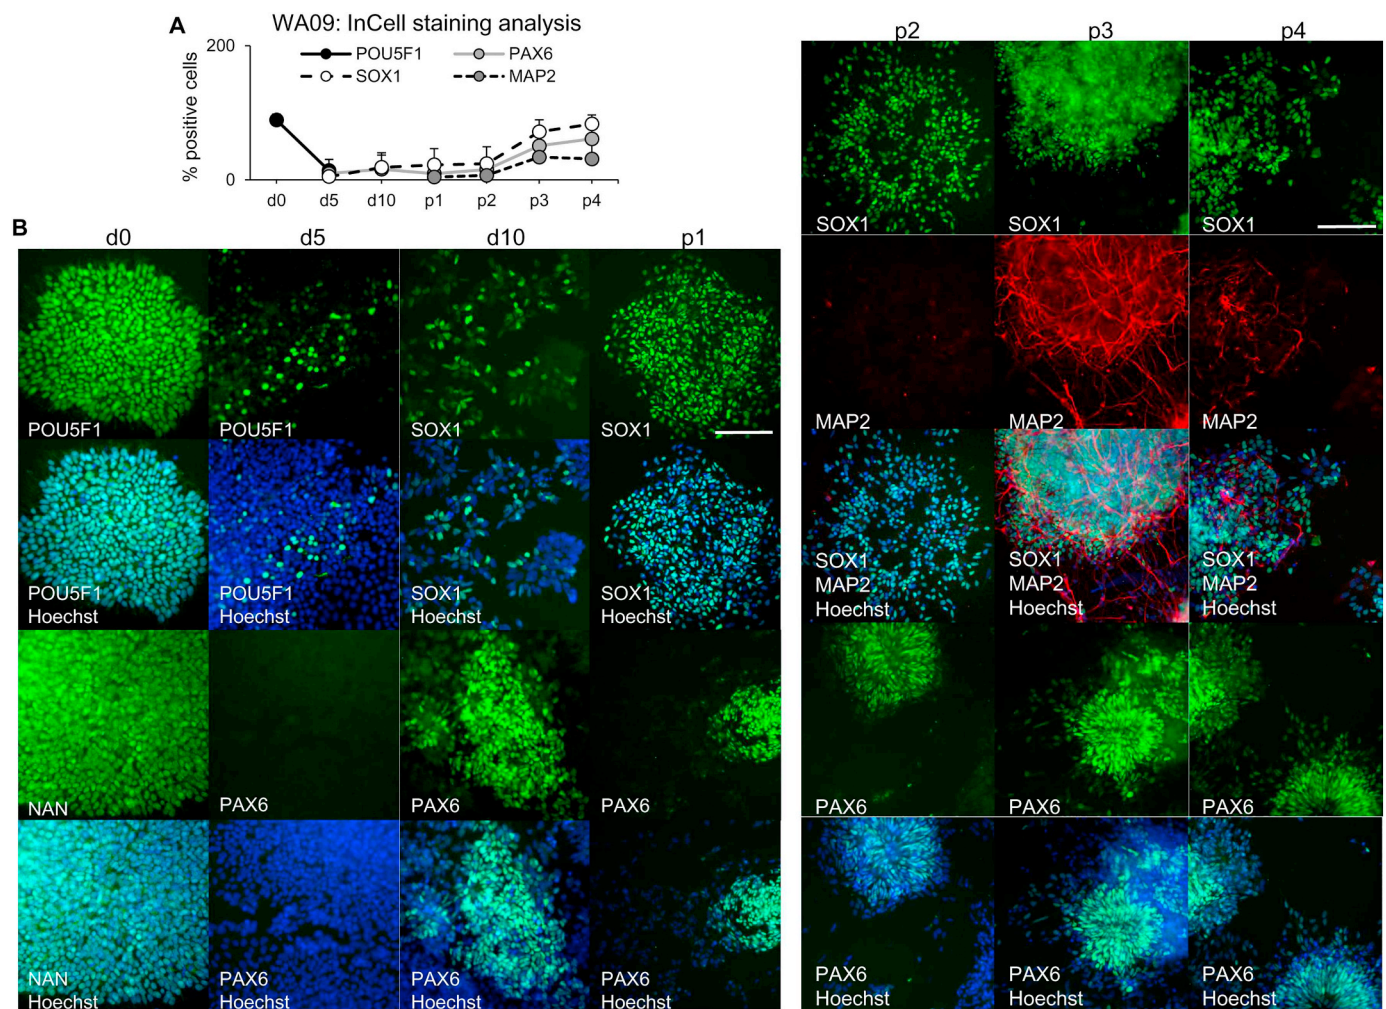 A
WA09: InCell staining analysis
POU5F1
PAX6
SOX1
MAP2
200
0
% positive cells
d0
d5
d10
p1
p2
p3
p4
B
d0
d5
d10
p1
POU5F1
POU5F1
SOX1
SOX1
POU5F1
Hoechst
POU5F1
Hoechst
SOX1
Hoechst
SOX1
Hoechst
NAN
PAX6
PAX6
PAX6
NAN
Hoechst
PAX6
Hoechst
PAX6
Hoechst
PAX6
Hoechst
p2
p3
p4
SOX1
SOX1
SOX1
MAP2
MAP2
MAP2
SOX1
MAP2
Hoechst
SOX1
MAP2
Hoechst
SOX1
MAP2
Hoechst
PAX6
PAX6
PAX6
PAX6
Hoechst
PAX6
Hoechst
PAX6
Hoechst